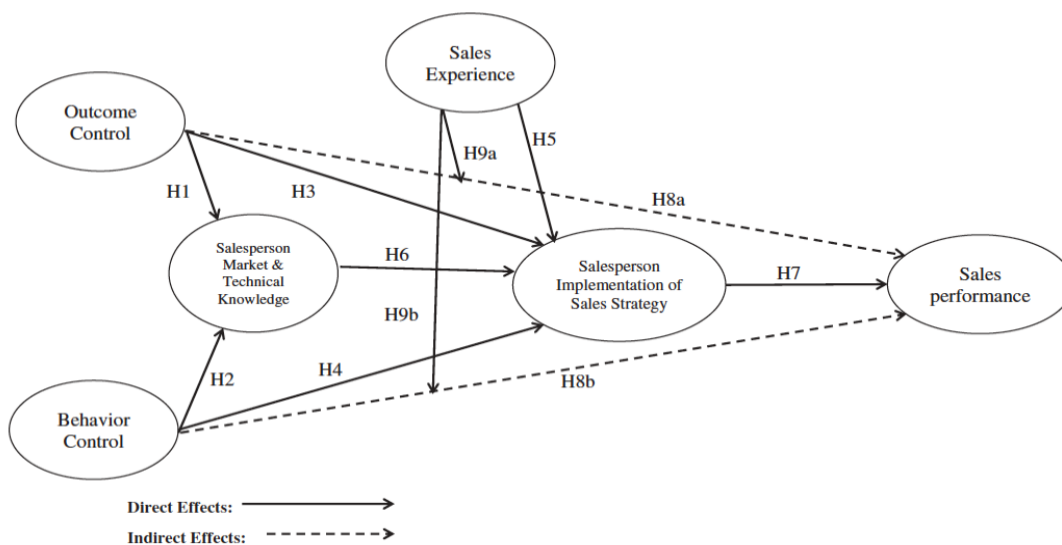 Sales
Experience
Outcome
Control
H9a
H5
H1
H3
H8a
Salesperson
Market &
Technical
Knowledge
H6
Salesperson
Implementation of
Sales Strategy
H7
Sales
performance
H9b
H2
H4
H8b
Behavior
Control
Direct Effects:
Indirect Effects: